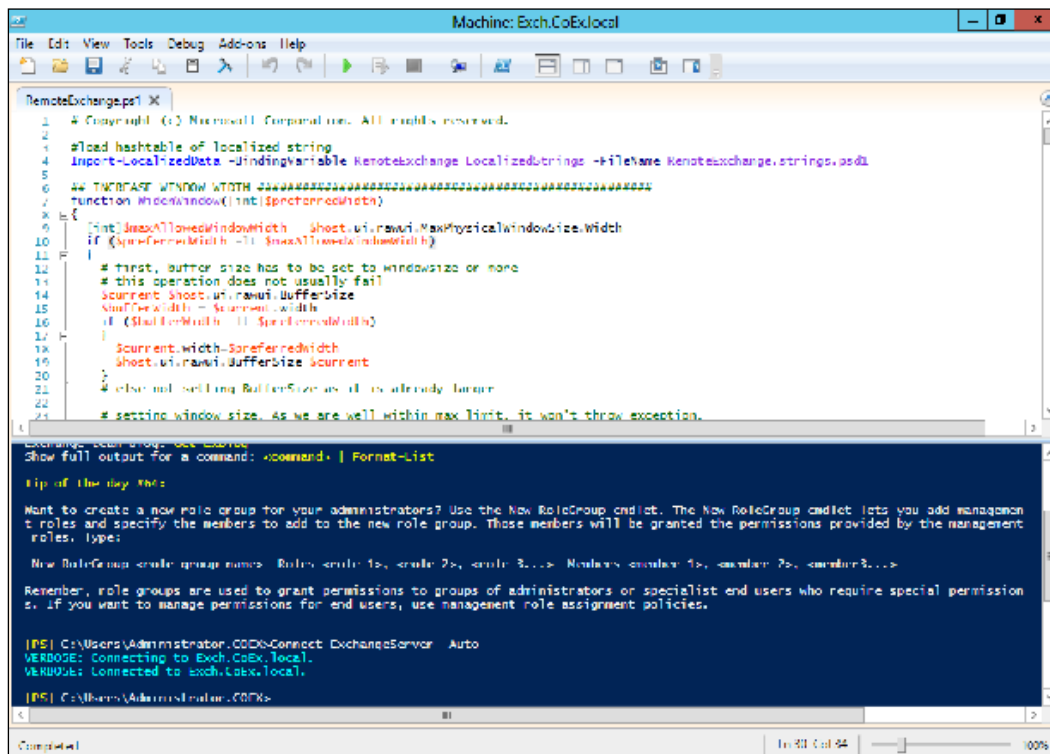 Machine: Exch.CoEx.local
File Edit View Tools Debug Add-ons Help
RemoteExchange.ps1
1 # Copyright (c) Microsoft Corporation. All rights reserved.
2
3 #load hashtable of localized string
4 Import-LocalizedData -BindingVariable RemoteExchange_LocalizedStrings -FileName RemoteExchange.strings.psd1
5
6 ## INCREASE WINDOW WIDTH ####################################################
7 function WidenWindow([int]$preferredWidth)
8 {
9 [int]$maxAllowedWindowWidth = $host.ui.rawui.MaxPhysicalWindowSize.Width
10 if ($preferredWidth -lt $maxAllowedWindowWidth)
11 {
12 # first, buffer size has to be set to windowsize or more
13 # this operation does not usually fail
14 $current=$host.ui.rawui.BufferSize
15 $bufferWidth = $current.width
16 if ($bufferWidth -lt $preferredWidth)
17 {
18 $current.width=$preferredWidth
19 $host.ui.rawui.BufferSize=$current
20 }
21 # else not setting BufferSize as it is already larger
22
23 # setting window size. As we are well within max limit, it won't throw exception.
Exchange team blog: Get-ExBlog
Show full output for a command: <command> | Format-List
Tip of the day #64:
Want to create a new role group for your administrators? Use the New-RoleGroup cmdlet. The New-RoleGroup cmdlet lets you add managemen
t roles and specify the members to add to the new role group. Those members will be granted the permissions provided by the management
roles. Type:
New-RoleGroup <role group name> -Roles <role 1>, <role 2>, <role 3...> -Members <member 1>, <member 2>, <member3...>
Remember, role groups are used to grant permissions to groups of administrators or specialist end users who require special permission
s. If you want to manage permissions for end users, use management role assignment policies.
[PS] C:\Users\Administrator.COEX>Connect-ExchangeServer -Auto
VERBOSE: Connecting to Exch.CoEx.local.
VERBOSE: Connected to Exch.CoEx.local.
[PS] C:\Users\Administrator.COEX>
Completed
Ln 30 Col 34
100%